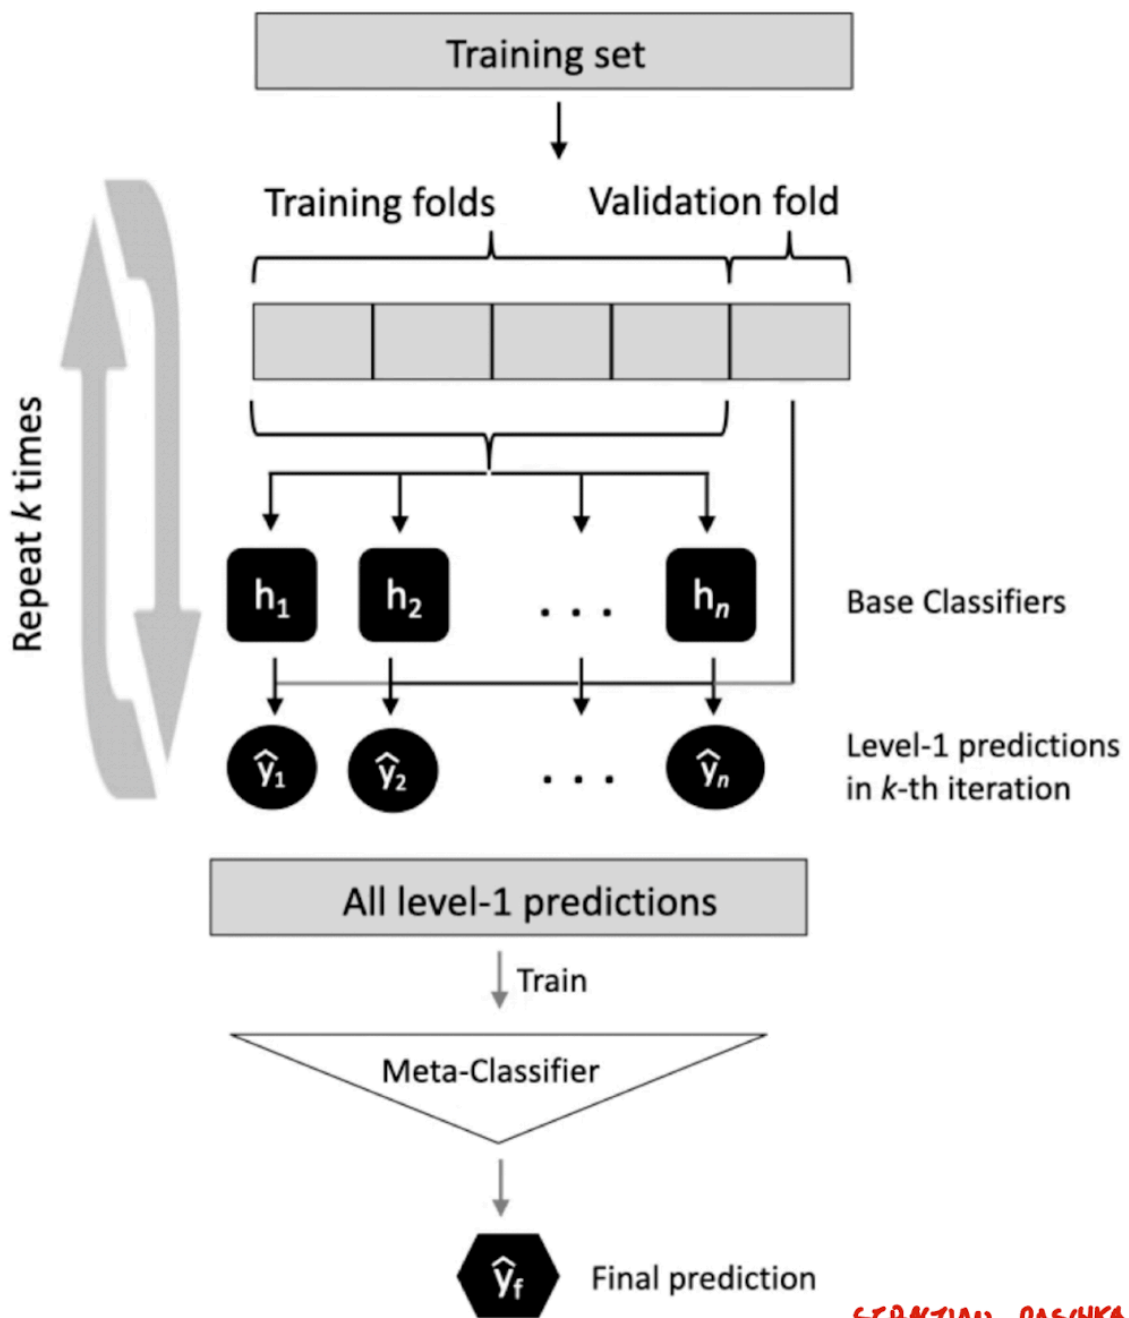 Training set
Training folds
Validation fold
Repeat k times
h1
h2
. . .
hn
Base Classifiers
ŷ1
ŷ2
. . .
ŷn
Level-1 predictions
in k-th iteration
All level-1 predictions
Train
Meta-Classifier
ŷf
Final prediction